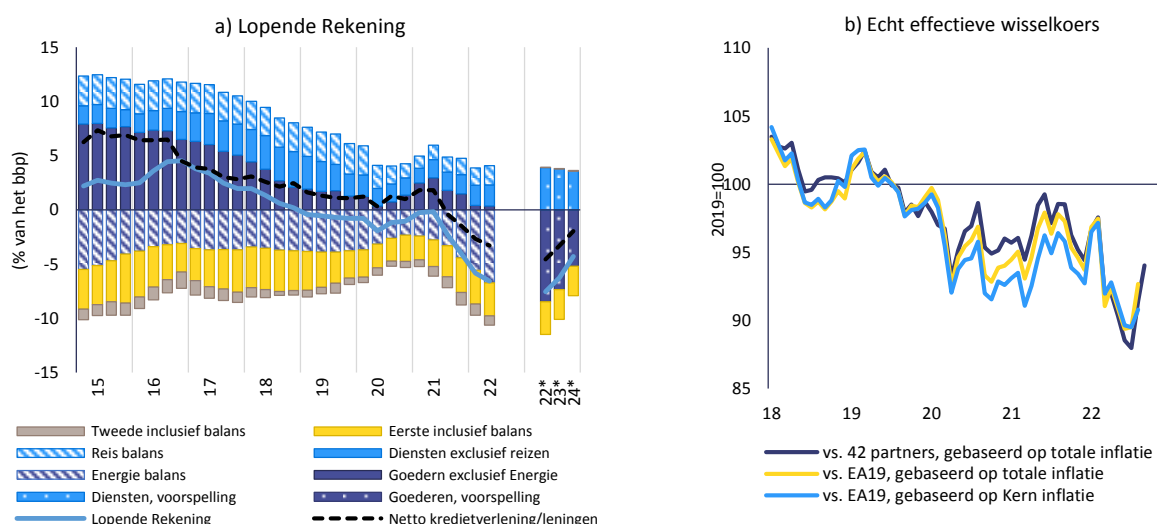 a) Lopende Rekening
(% van het bbp)
15
10
5
0
-5
-10
-15
15
16
17
18
19
20
21
22
22*
23*
24*
Tweede inclusief balans
Eerste inclusief balans
Reis balans
Diensten exclusief reizen
Energie balans
Goedern exclusief Energie
Diensten, voorspelling
Goederen, voorspelling
Lopende Rekening
Netto kredietverlening/leningen
b) Echt effectieve wisselkoers
2019=100
110
105
100
95
90
85
18
19
20
21
22
vs. 42 partners, gebaseerd op totale inflatie
vs. EA19, gebaseerd op totale inflatie
vs. EA19, gebaseerd op Kern inflatie